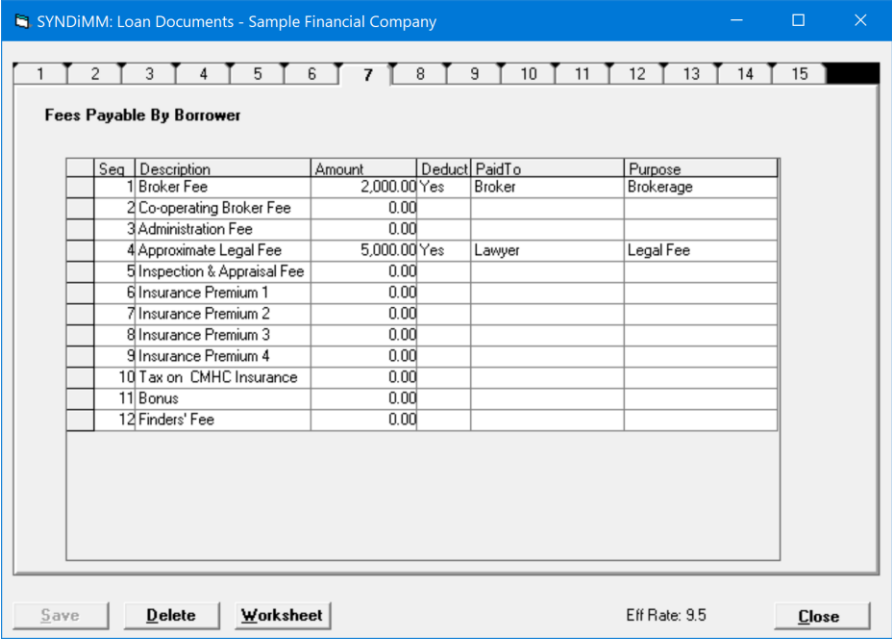 SYNDiMM: Loan Documents - Sample Financial Company
1 2 3 4 5 6 7 8 9 10 11 12 13 14 15
Fees Payable By Borrower
Seq Description Amount Deduct PaidTo Purpose
1 Broker Fee 2,000.00 Yes Broker Brokerage
2 Co-operating Broker Fee 0.00
3 Administration Fee 0.00
4 Approximate Legal Fee 5,000.00 Yes Lawyer Legal Fee
5 Inspection & Appraisal Fee 0.00
6 Insurance Premium 1 0.00
7 Insurance Premium 2 0.00
8 Insurance Premium 3 0.00
9 Insurance Premium 4 0.00
10 Tax on CMHC Insurance 0.00
11 Bonus 0.00
12 Finders' Fee 0.00
Save Delete Worksheet Eff Rate: 9.5 Close